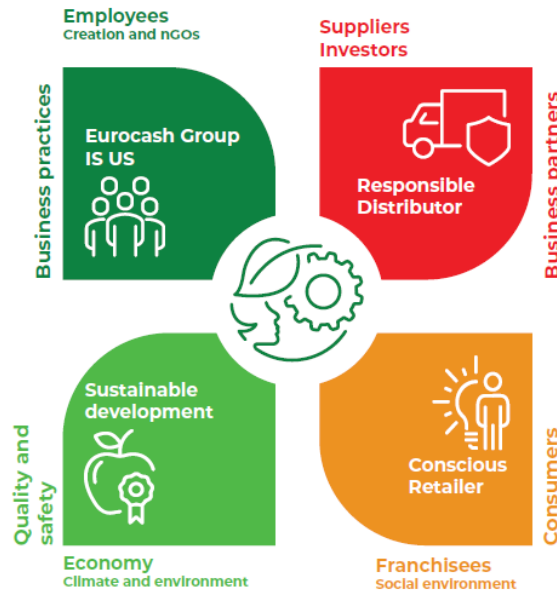 Employees
Creation and nGOs
Suppliers
Investors
Business practices
Eurocash Group
IS US
Responsible
Distributor
Business partners
Quality and
safety
Sustainable
development
Conscious
Retailer
Consumers
Economy
Climate and environment
Franchisees
Social environment